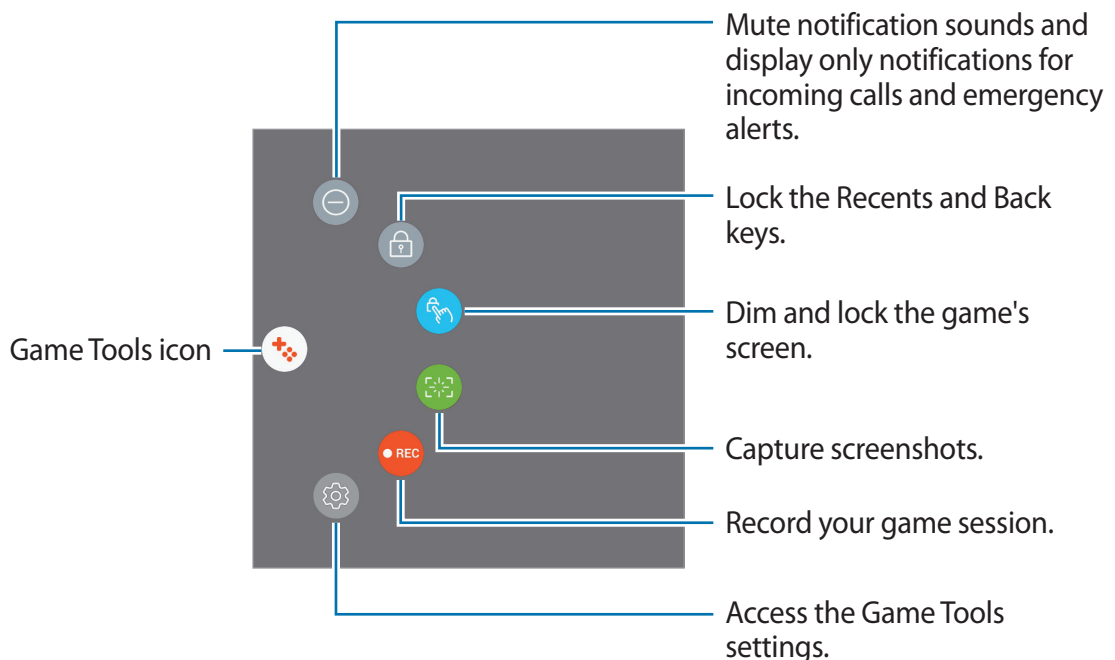 Mute notification sounds and
display only notifications for
incoming calls and emergency
alerts.
Lock the Recents and Back
keys.
Dim and lock the game's
screen.
Game Tools icon
Capture screenshots.
REC
Record your game session.
Access the Game Tools
settings.